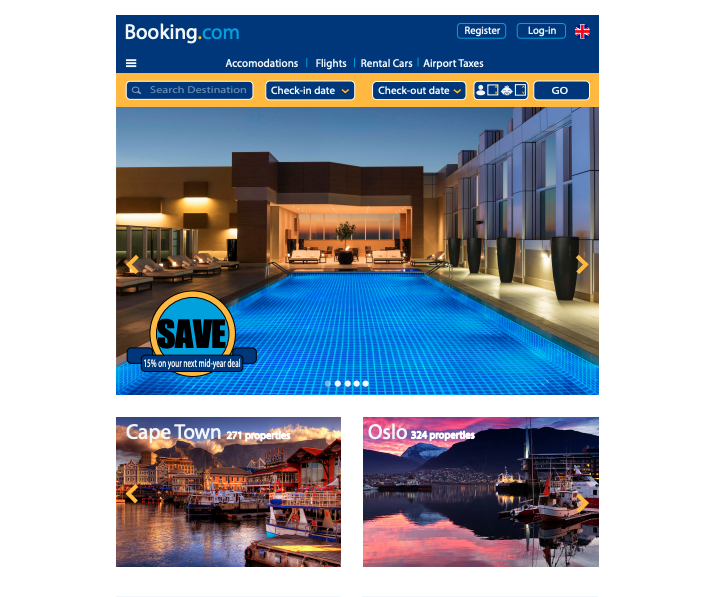 Booking.com
Register
Log-in
Accomodations
Flights
Rental Cars
Airport Taxes
Search Destination
Check-in date
Check-out date
GO
SAVE
15% on your next mid-year deal
Cape Town 271 properties
Oslo 324 properties